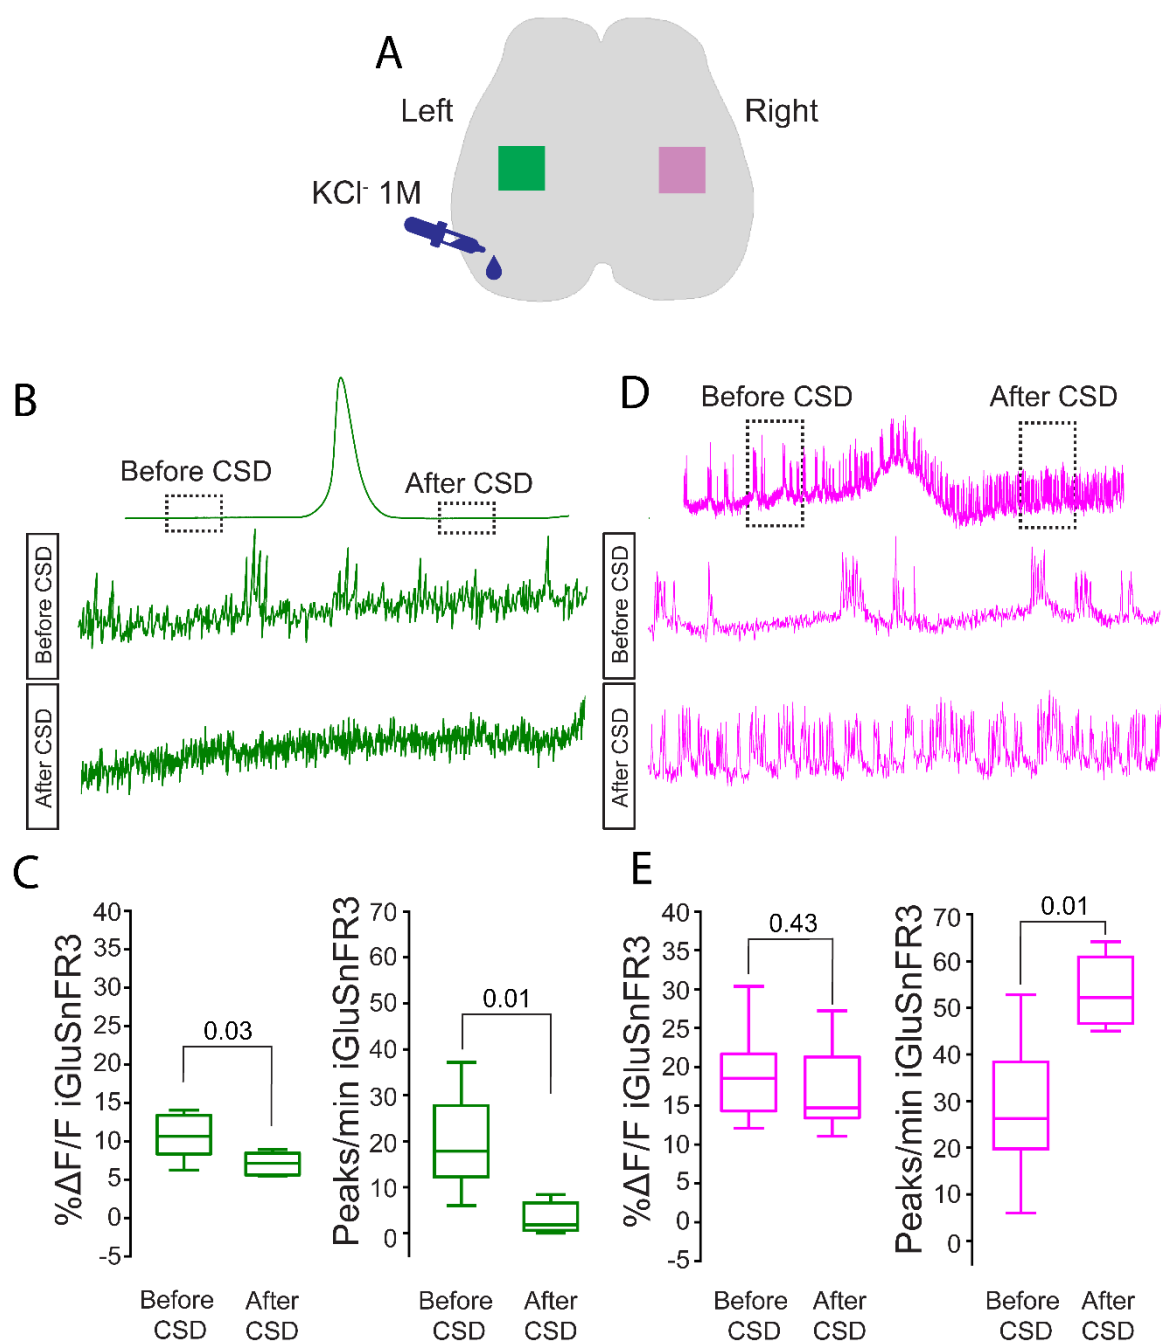 A
Left
Right
KCl⁻ 1M
B
Before CSD
After CSD
Before CSD
After CSD
D
Before CSD
After CSD
Before CSD
After CSD
C
%ΔF/F iGluSnFR3
40
35
30
25
20
15
10
5
0
-5
0.03
Before
CSD
After
CSD
Peaks/min iGluSnFR3
70
60
50
40
30
20
10
0
0.01
Before
CSD
After
CSD
E
%ΔF/F iGluSnFR3
40
35
30
25
20
15
10
5
0
-5
0.43
Before
CSD
After
CSD
Peaks/min iGluSnFR3
70
60
50
40
30
20
10
0
0.01
Before
CSD
After
CSD